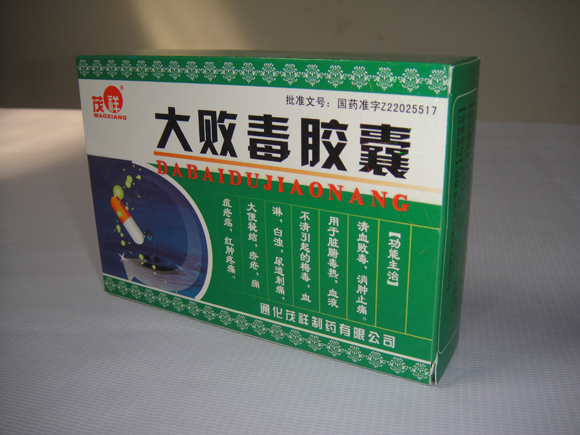 茂祥
MAOXIANG
批准文号：国药准字Z22025517
大败毒胶囊
DABAIDUJIAONANG
【功能主治】
清血败毒，消肿止痛。
用于脏腑毒热，血液
不清引起的梅毒，血
淋，白浊，尿道刺痛，
大便秘结，疥疮，痈
疽疮疡，红肿疼痛。
通化茂祥制药有限公司